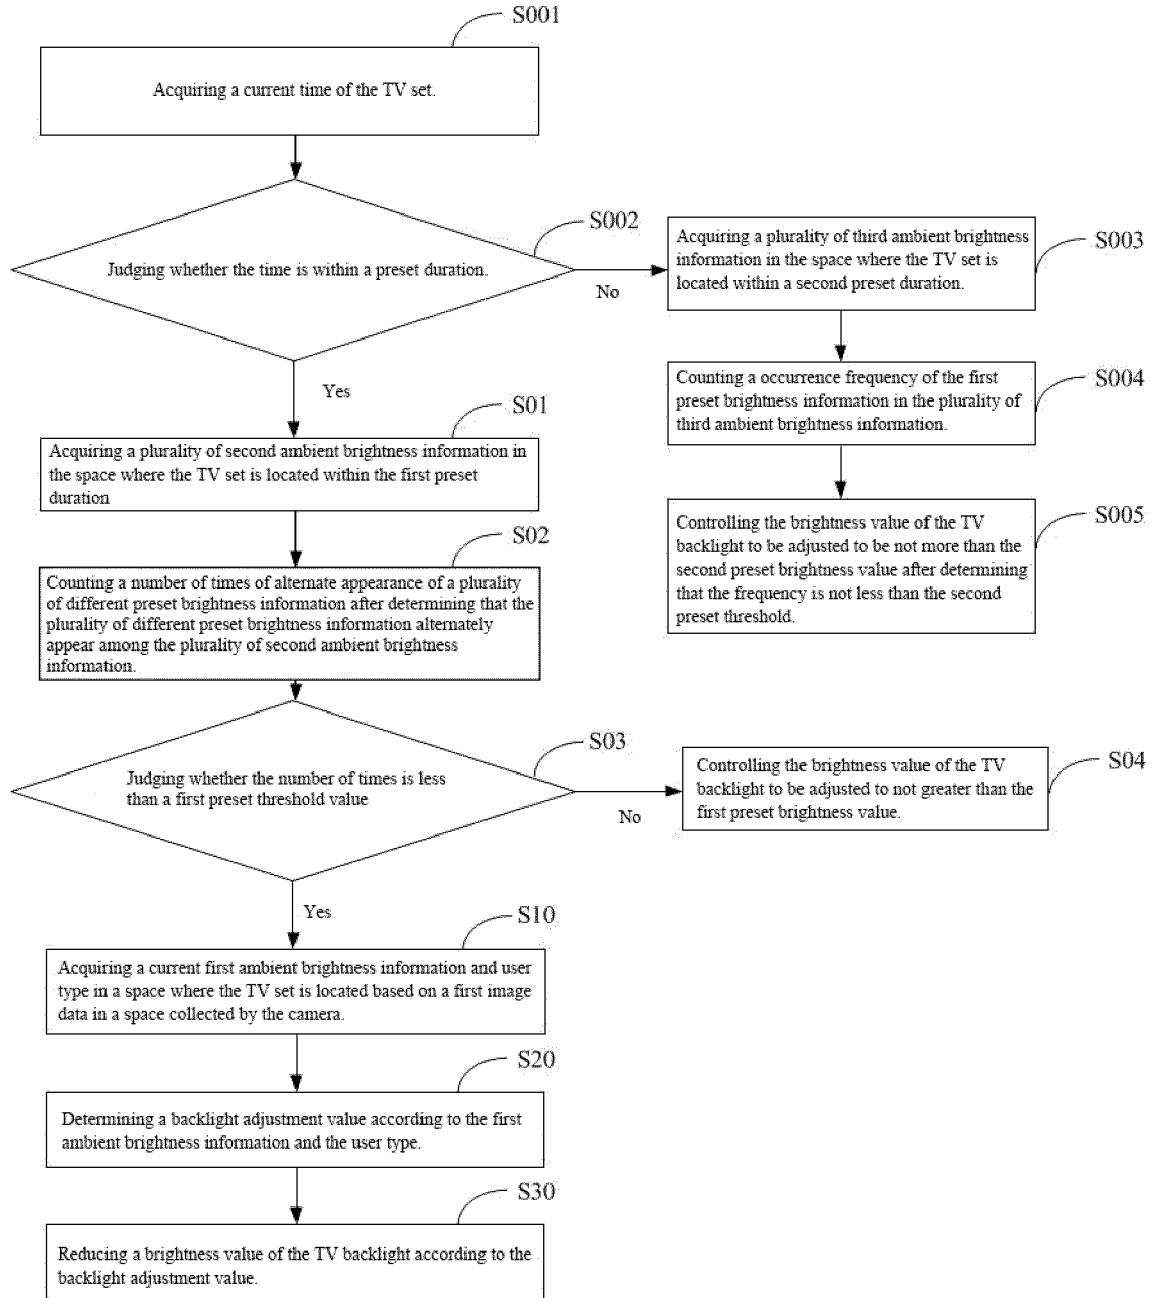 S001
Acquiring a current time of the TV set.
S002
Judging whether the time is within a preset duration.
No
Acquiring a plurality of third ambient brightness
information in the space where the TV set is
located within a second preset duration.
S003
Yes
Counting a occurrence frequency of the first
preset brightness information in the plurality of
third ambient brightness information.
S004
S01
Acquiring a plurality of second ambient brightness information in
the space where the TV set is located within the first preset
duration
Controlling the brightness value of the TV
backlight to be adjusted to be not more than the
second preset brightness value after determining
that the frequency is not less than the second
preset threshold.
S005
S02
Counting a number of times of alternate appearance of a plurality
of different preset brightness information after determining that the
plurality of different preset brightness information alternately
appear among the plurality of second ambient brightness
information.
S03
Judging whether the number of times is less
than a first preset threshold value
No
Controlling the brightness value of the TV
backlight to be adjusted to not greater than the
first preset brightness value.
S04
Yes
S10
Acquiring a current first ambient brightness information and user
type in a space where the TV set is located based on a first image
data in a space collected by the camera.
S20
Determining a backlight adjustment value according to the first
ambient brightness information and the user type.
S30
Reducing a brightness value of the TV backlight according to the
backlight adjustment value.